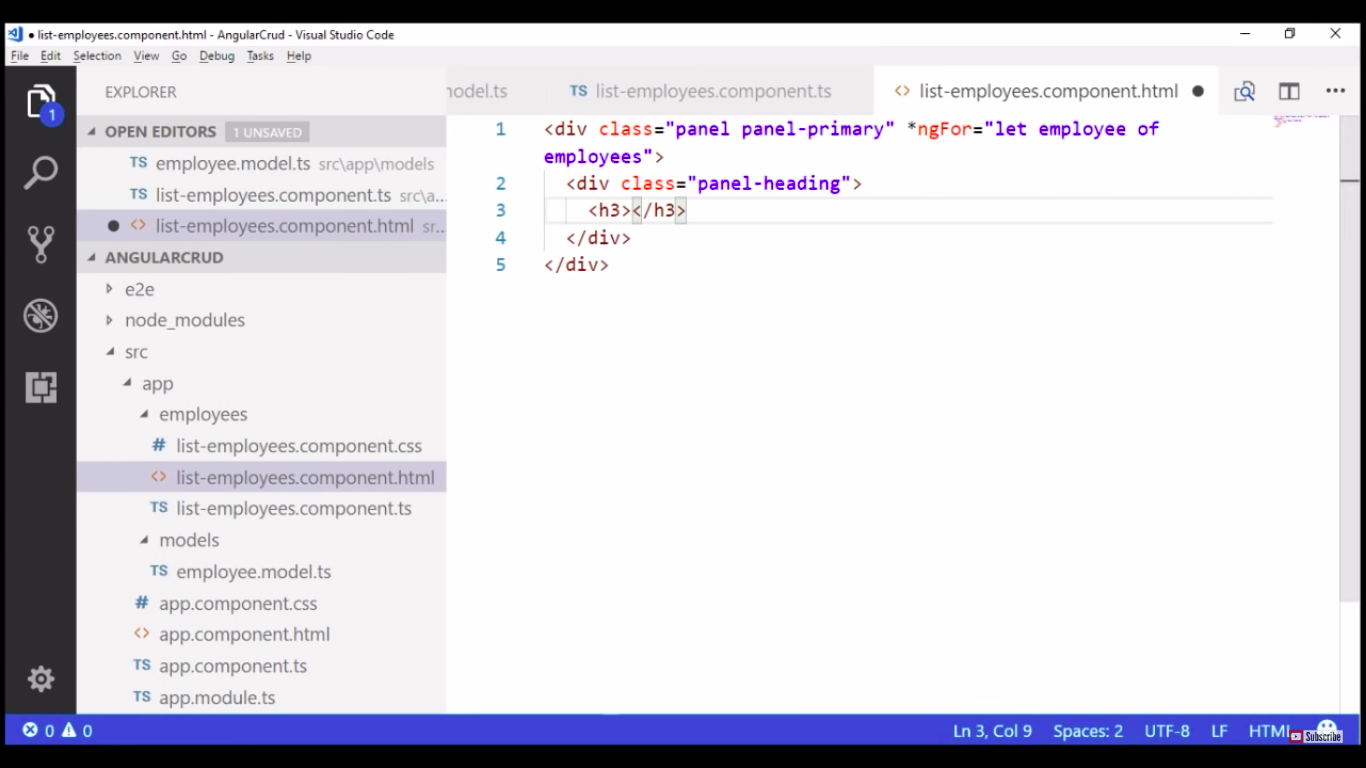 list-employees.component.html - AngularCrud - Visual Studio Code
File Edit Selection View Go Debug Tasks Help
EXPLORER
1
OPEN EDITORS 1 UNSAVED
TS employee.model.ts src\app\models
TS list-employees.component.ts src\a...
<> list-employees.component.html sr...
ANGULARCRUD
e2e
node_modules
src
app
employees
# list-employees.component.css
<> list-employees.component.html
TS list-employees.component.ts
models
TS employee.model.ts
# app.component.css
<> app.component.html
TS app.component.ts
TS app.module.ts
nodel.ts TS list-employees.component.ts <> list-employees.component.html
1 <div class="panel panel-primary" *ngFor="let employee of
employees">
2 <div class="panel-heading">
3 <h3></h3>
4 </div>
5 </div>
0 0 Ln 3, Col 9 Spaces: 2 UTF-8 LF HTML
Subscribe